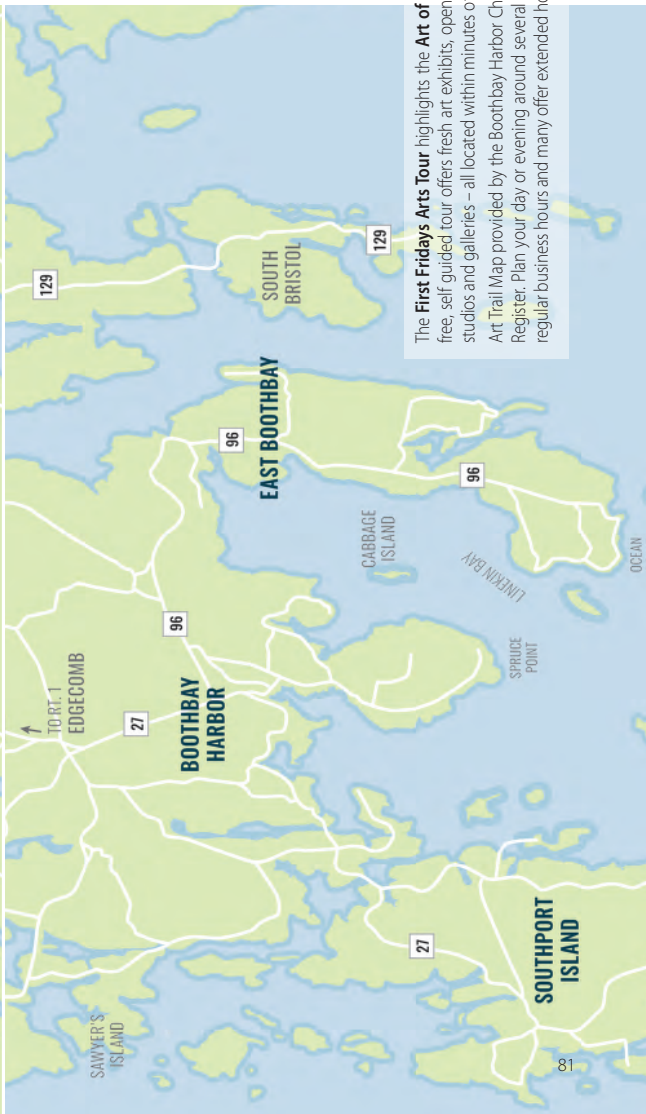 129
129
SOUTH
BRISTOL
96
EAST BOOTHBAY
96
CABBAGE
ISLAND
LINEKIN BAY
OCEAN
TO RT. 1
EDGECOMB
96
27
BOOTHBAY
HARBOR
SPRUCE
POINT
27
SOUTHPORT
ISLAND
SAWYER'S
ISLAND
The First Fridays Arts Tour highlights the Art of
free, self guided tour offers fresh art exhibits, open
studios and galleries – all located within minutes
Art Trail Map provided by the Boothbay Harbor
Register. Plan your day or evening around several
regular business hours and many offer extended
81